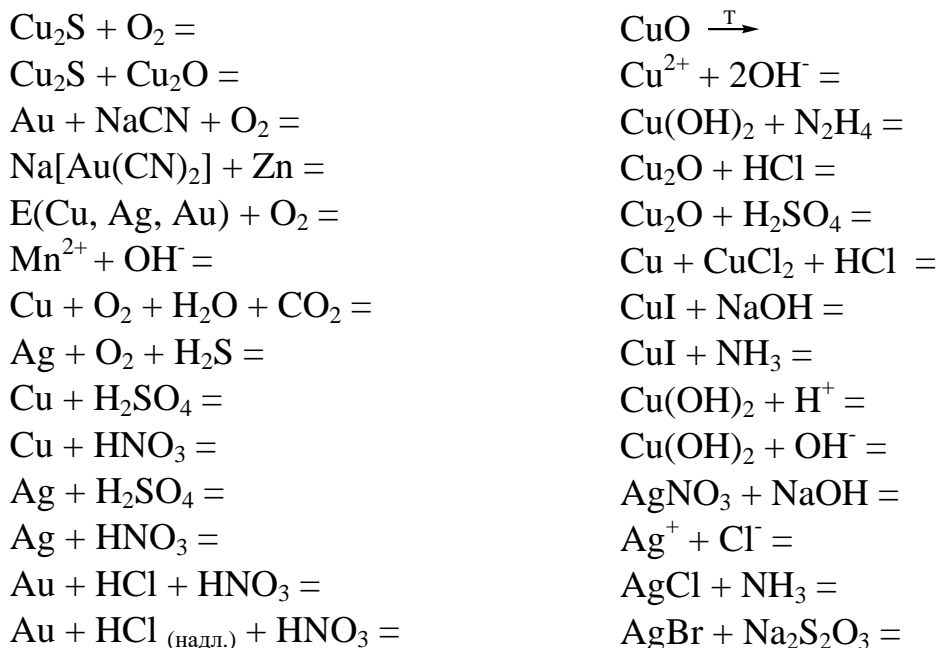 Cu₂S + O₂ =
Cu₂S + Cu₂O =
Au + NaCN + O₂ =
Na[Au(CN)₂] + Zn =
E(Cu, Ag, Au) + O₂ =
Mn²⁺ + OH⁻ =
Cu + O₂ + H₂O + CO₂ =
Ag + O₂ + H₂S =
Cu + H₂SO₄ =
Cu + HNO₃ =
Ag + H₂SO₄ =
Ag + HNO₃ =
Au + HCl + HNO₃ =
Au + HCl (надл.) + HNO₃ =
CuO T→
Cu²⁺ + 2OH⁻ =
Cu(OH)₂ + N₂H₄ =
Cu₂O + HCl =
Cu₂O + H₂SO₄ =
Cu + CuCl₂ + HCl =
CuI + NaOH =
CuI + NH₃ =
Cu(OH)₂ + H⁺ =
Cu(OH)₂ + OH⁻ =
AgNO₃ + NaOH =
Ag⁺ + Cl⁻ =
AgCl + NH₃ =
AgBr + Na₂S₂O₃ =